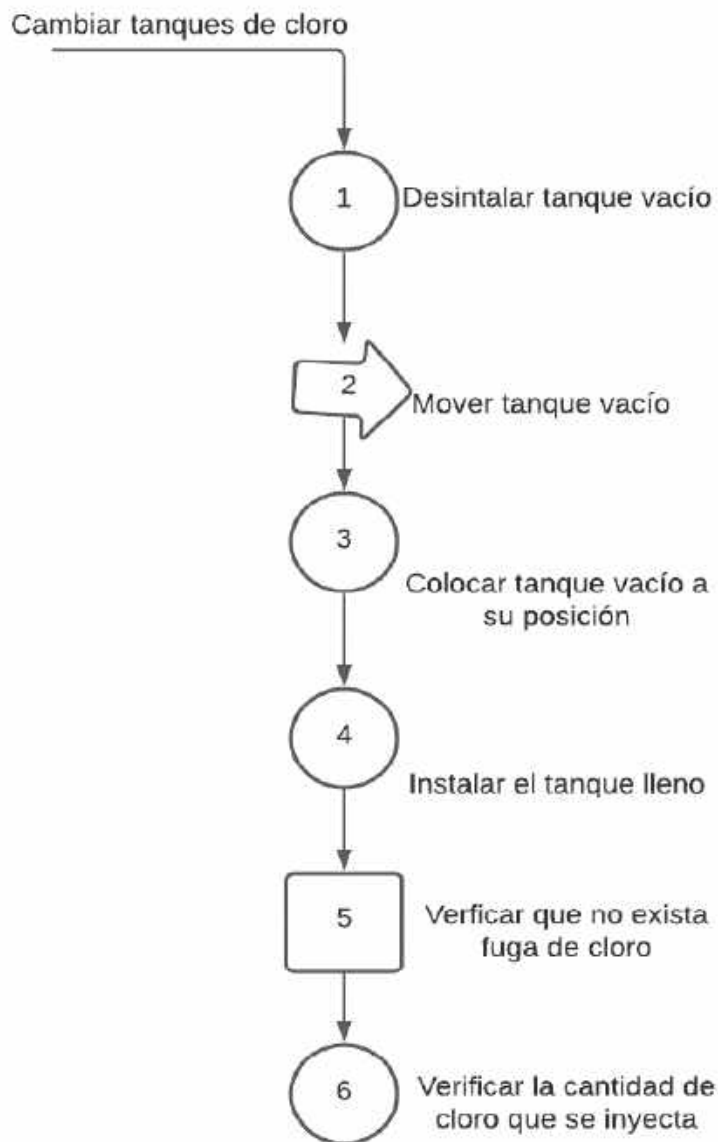 Cambiar tanques de cloro
1
Desintalar tanque vacío
2
Mover tanque vacío
3
Colocar tanque vacío a
su posición
4
Instalar el tanque lleno
5
Verficar que no exista
fuga de cloro
6
Verificar la cantidad de
cloro que se inyecta